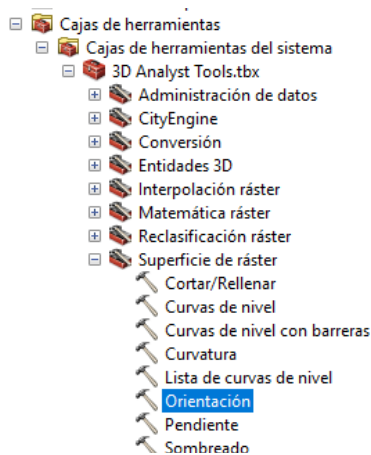 Cajas de herramientas
Cajas de herramientas del sistema
3D Analyst Tools.tbx
Administración de datos
CityEngine
Conversión
Entidades 3D
Interpolación ráster
Matemática ráster
Reclasificación ráster
Superficie de ráster
Cortar/Rellenar
Curvas de nivel
Curvas de nivel con barreras
Curvatura
Lista de curvas de nivel
Orientación
Pendiente
Sombreado